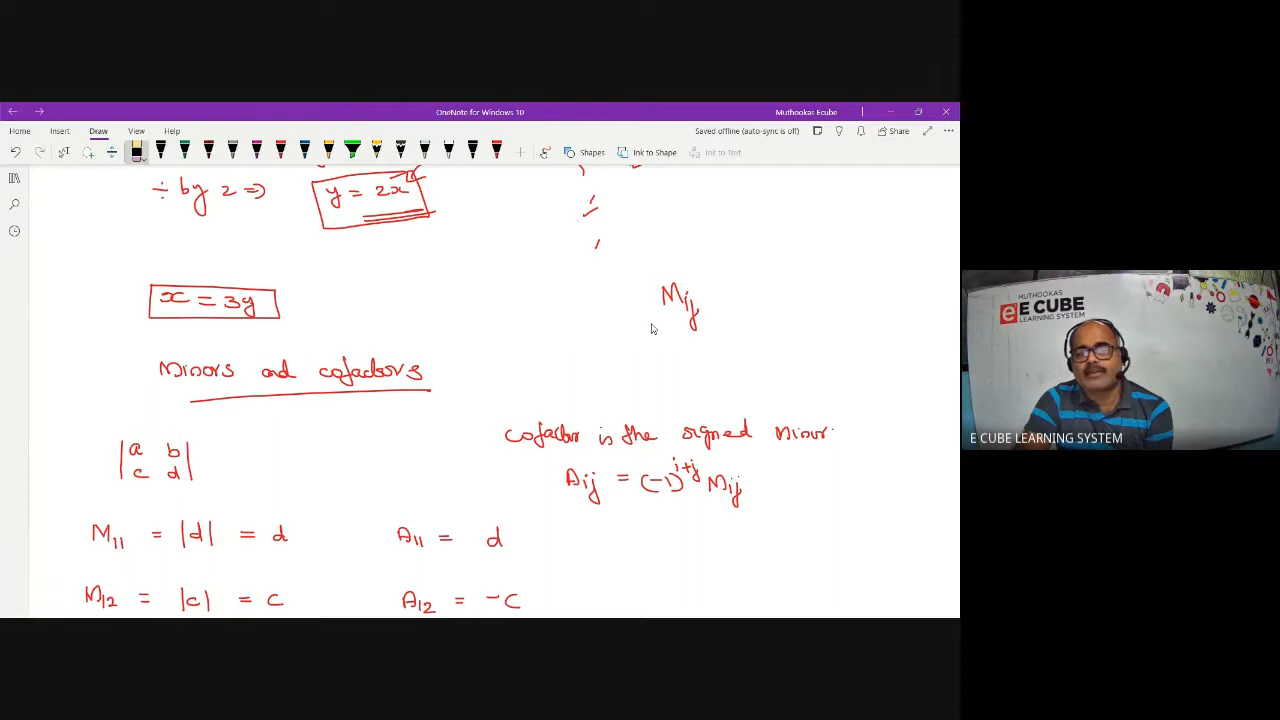 OneNote for Windows 10
Muthookas Ecube
Home Insert Draw View Help
Saved offline (auto-sync is off)
Share
Shapes Ink to Shape Ink to Text
÷ by 2 ⇒ y = 2x
x = 3y
Mij
Minors and cofactors
cofactor is the signed minor.
|a b|
|c d|
Aij = (-1)^{i+j} Mij
M11 = |d| = d
A11 = d
M12 = |c| = c
A12 = -c
MUTHOOKAS
e E CUBE
LEARNING SYSTEM
E CUBE LEARNING SYSTEM